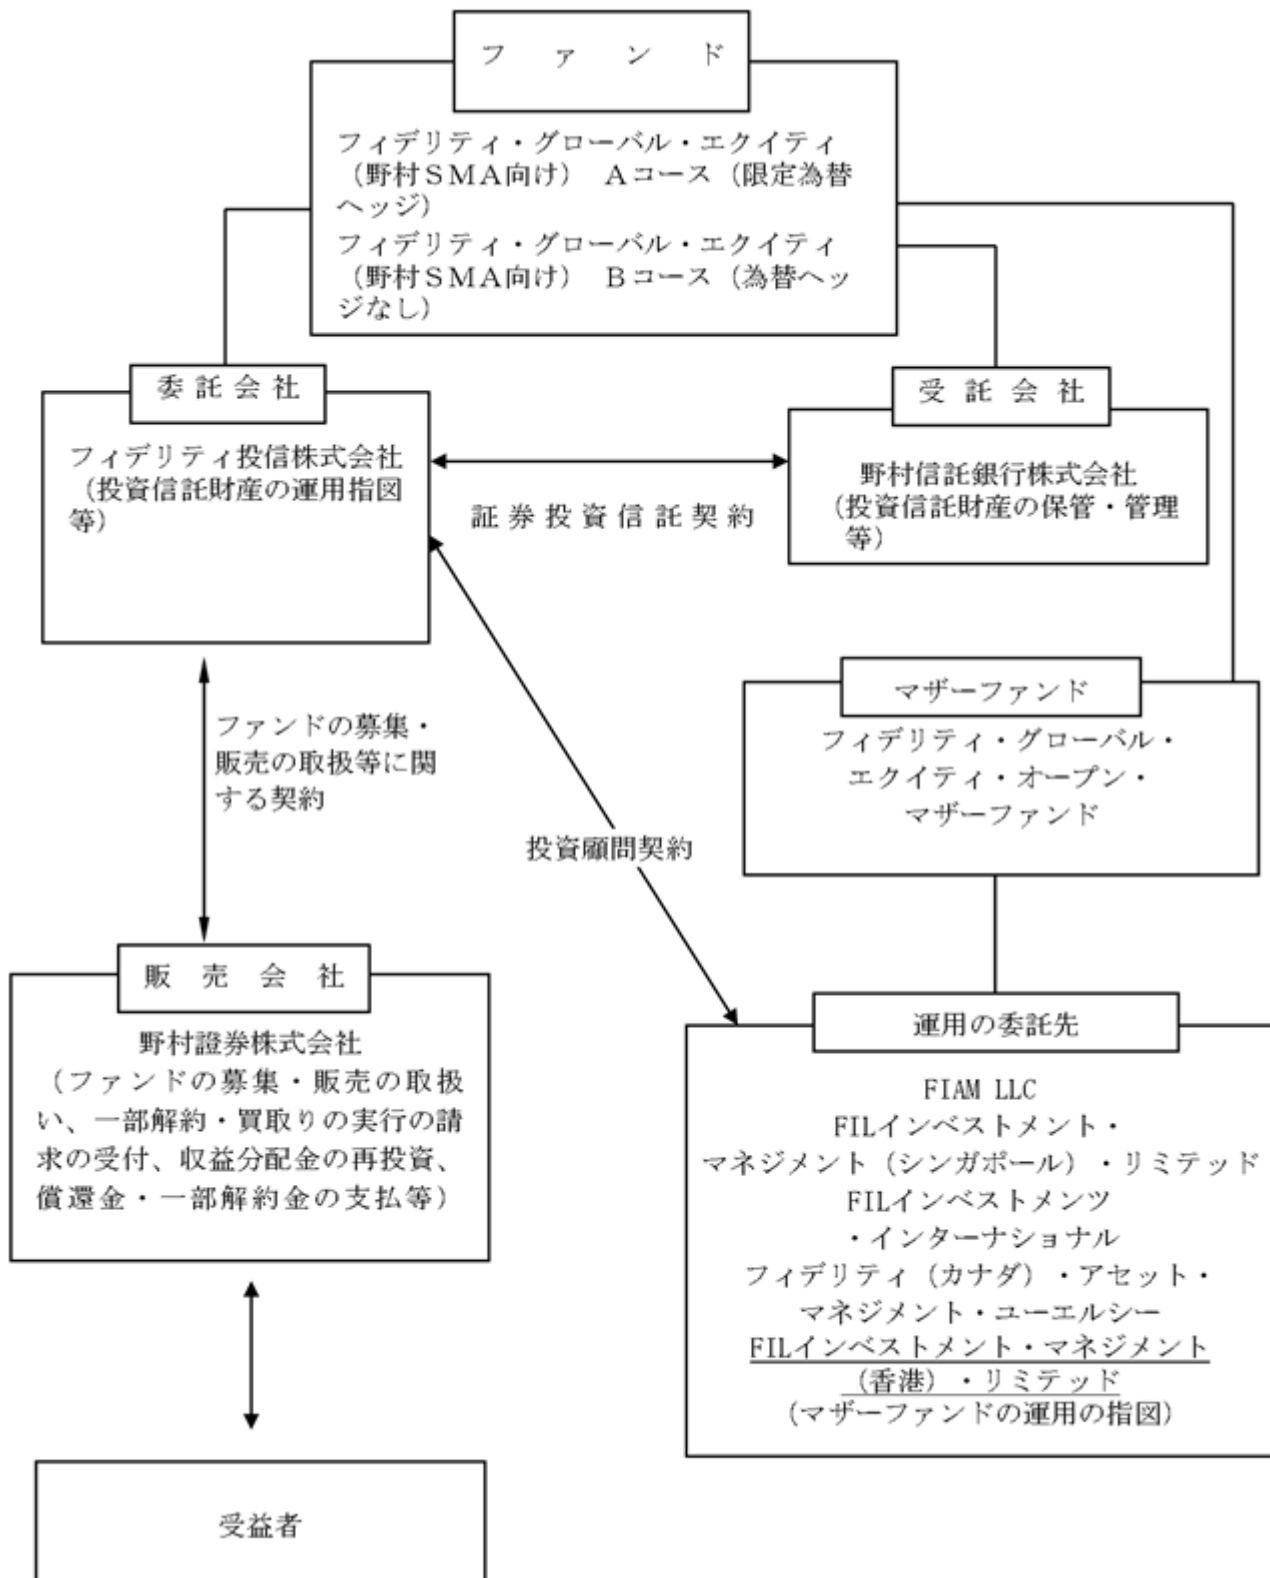 ファンド
フィデリティ・グローバル・エクイティ
（野村ＳＭＡ向け）　Ａコース（限定為替
ヘッジ）
フィデリティ・グローバル・エクイティ
（野村ＳＭＡ向け）　Ｂコース（為替ヘッ
ジなし）
委託会社
フィデリティ投信株式会社
（投資信託財産の運用指図
等）
証券投資信託契約
受託会社
野村信託銀行株式会社
（投資信託財産の保管・管理
等）
ファンドの募集・
販売の取扱等に関
する契約
投資顧問契約
マザーファンド
フィデリティ・グローバル・
エクイティ・オープン・
マザーファンド
販売会社
野村證券株式会社
（ファンドの募集・販売の取扱
い、一部解約・買取りの実行の請
求の受付、収益分配金の再投資、
償還金・一部解約金の支払等）
運用の委託先
FIAM LLC
FILインベストメント・
マネジメント（シンガポール）・リミテッド
FILインベストメンツ
・インターナショナル
フィデリティ（カナダ）・アセット・
マネジメント・ユーエルシー
FILインベストメント・マネジメント
（香港）・リミテッド
（マザーファンドの運用の指図）
受益者